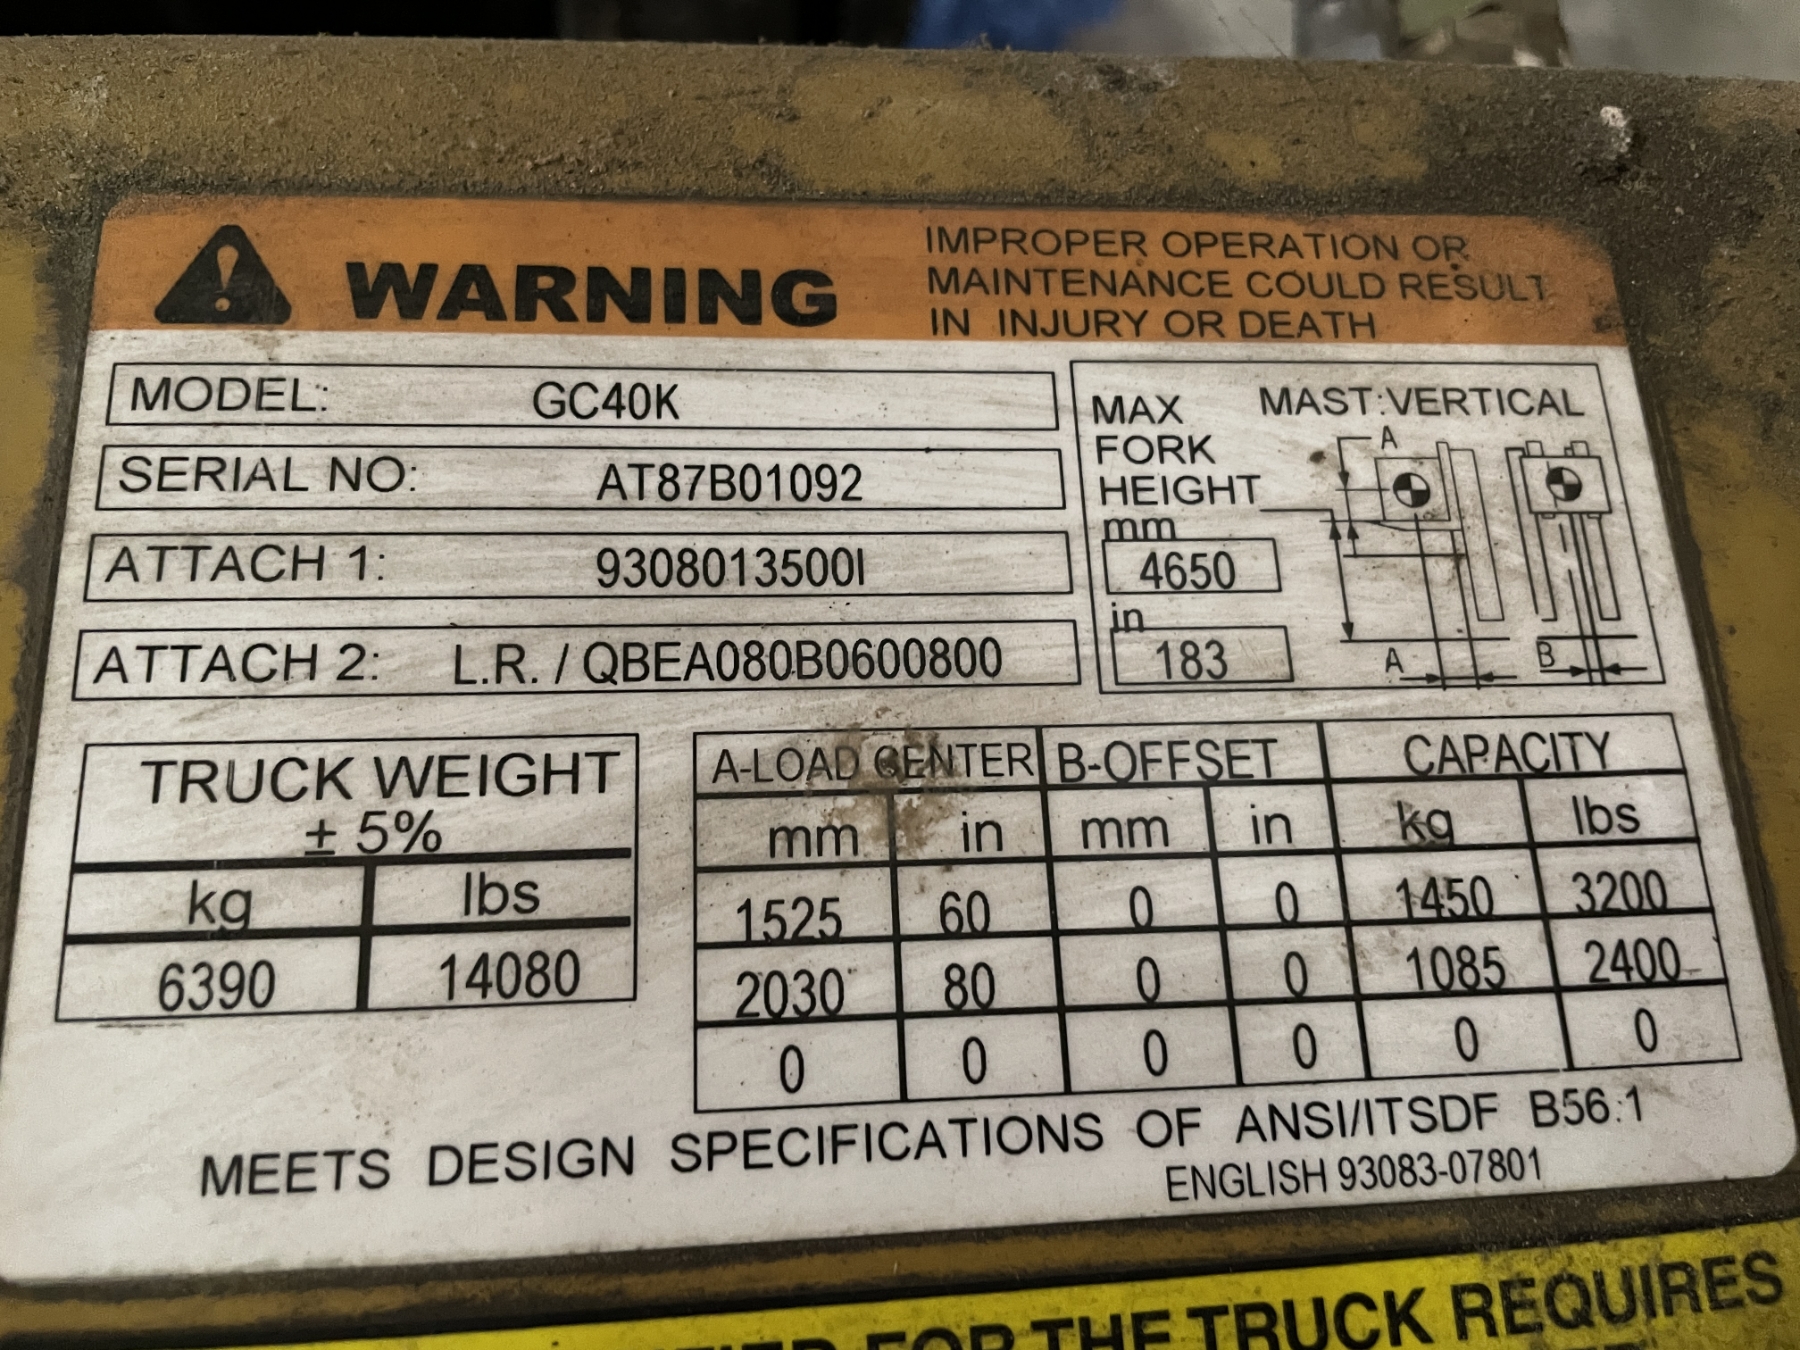 WARNING
IMPROPER OPERATION OR
MAINTENANCE COULD RESULT
IN INJURY OR DEATH
MODEL: GC40K
SERIAL NO: AT87B01092
ATTACH 1: 9308013500I
ATTACH 2: L.R. / QBEA080B0600800
MAX FORK HEIGHT
MAST:VERTICAL
mm
4650
in
183
A
A
B
TRUCK WEIGHT
± 5%
kg lbs
6390 14080
A-LOAD CENTER B-OFFSET CAPACITY
mm in mm in kg lbs
1525 60 0 0 1450 3200
2030 80 0 0 1085 2400
0 0 0 0 0 0
MEETS DESIGN SPECIFICATIONS OF ANSI/ITSDF B56.1
ENGLISH 93083-07801
FOR THE TRUCK REQUIRES